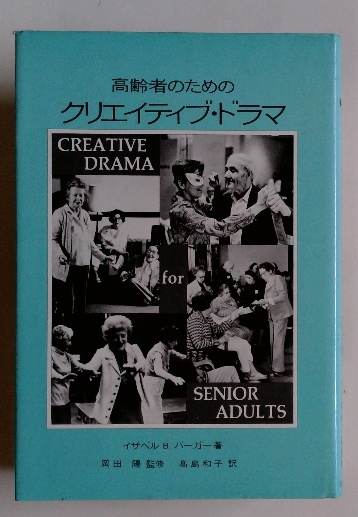 高齢者のための
クリエイティブ・ドラマ
CREATIVE
DRAMA
for
SENIOR
ADULTS
イザベル B. バーガー 著
岡田 陽 監修 高島和子 訳